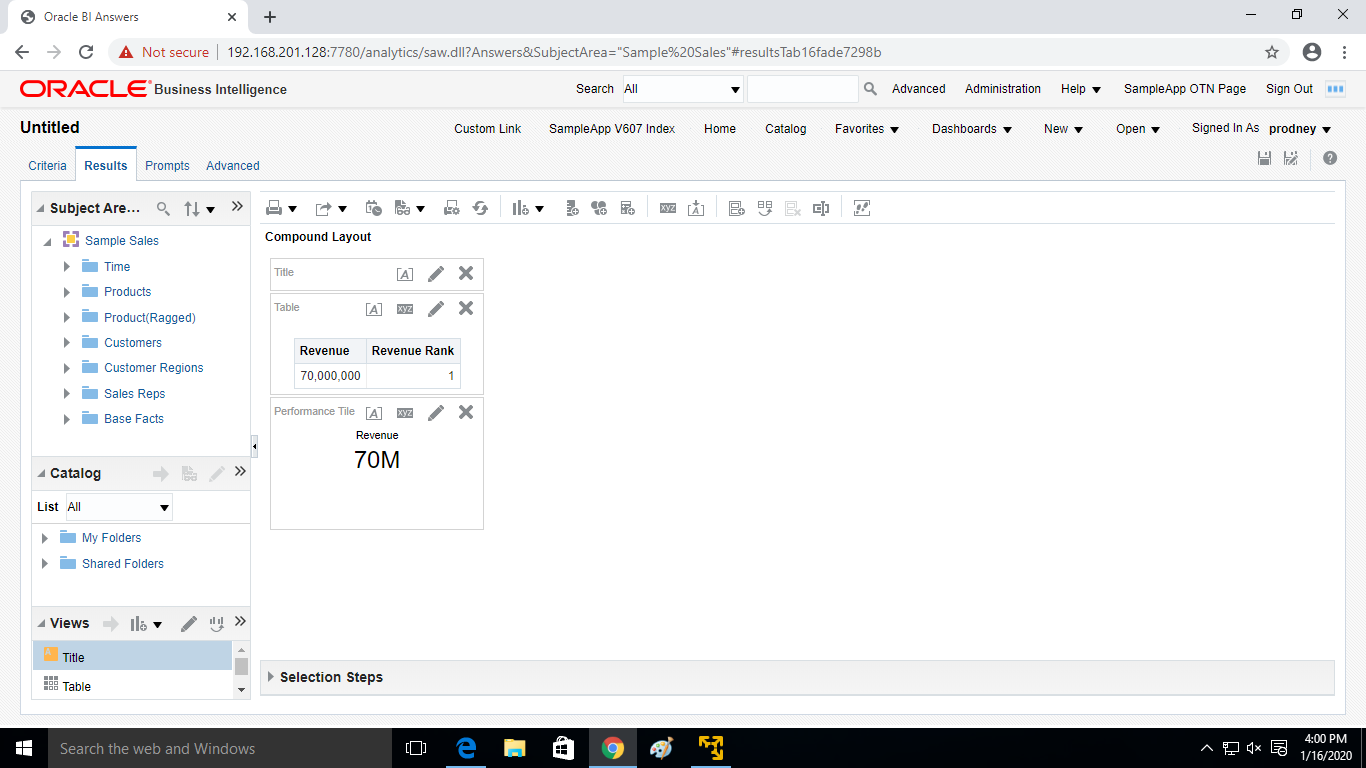 Oracle BI Answers
Not secure 192.168.201.128:7780/analytics/saw.dll?Answers&SubjectArea="Sample%20Sales"#resultsTab16fade7298b
ORACLE Business Intelligence
Search All Advanced Administration Help SampleApp OTN Page Sign Out
Untitled
Custom Link SampleApp V607 Index Home Catalog Favorites Dashboards New Open Signed In As prodney
Criteria Results Prompts Advanced
Subject Are...
Sample Sales
Time
Products
Product(Ragged)
Customers
Customer Regions
Sales Reps
Base Facts
Catalog
List All
My Folders
Shared Folders
Views
Title
Table
xyz A
Compound Layout
Title A
Table A xyz
Revenue Revenue Rank
70,000,000 1
Performance Tile A xyz
Revenue
70M
Selection Steps
Search the web and Windows
4:00 PM
1/16/2020